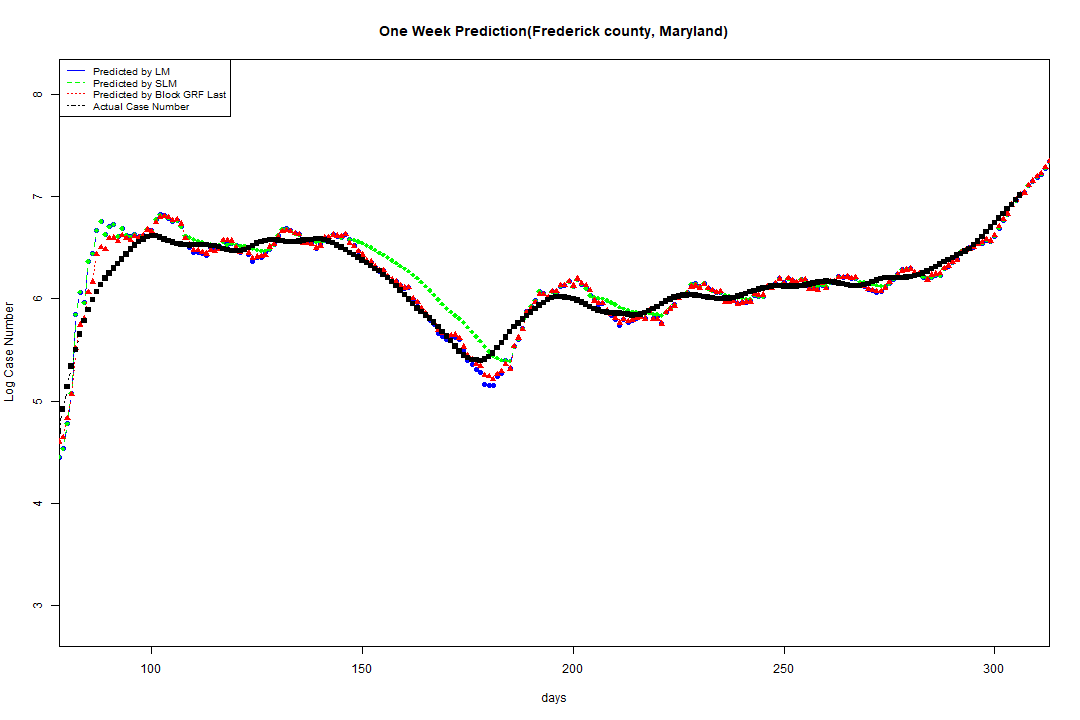 One Week Prediction(Frederick county, Maryland)
Predicted by LM
Predicted by SLM
Predicted by Block GRF Last
Actual Case Number
8
7
6
5
4
3
Log Case Number
100 150 200 250 300
days